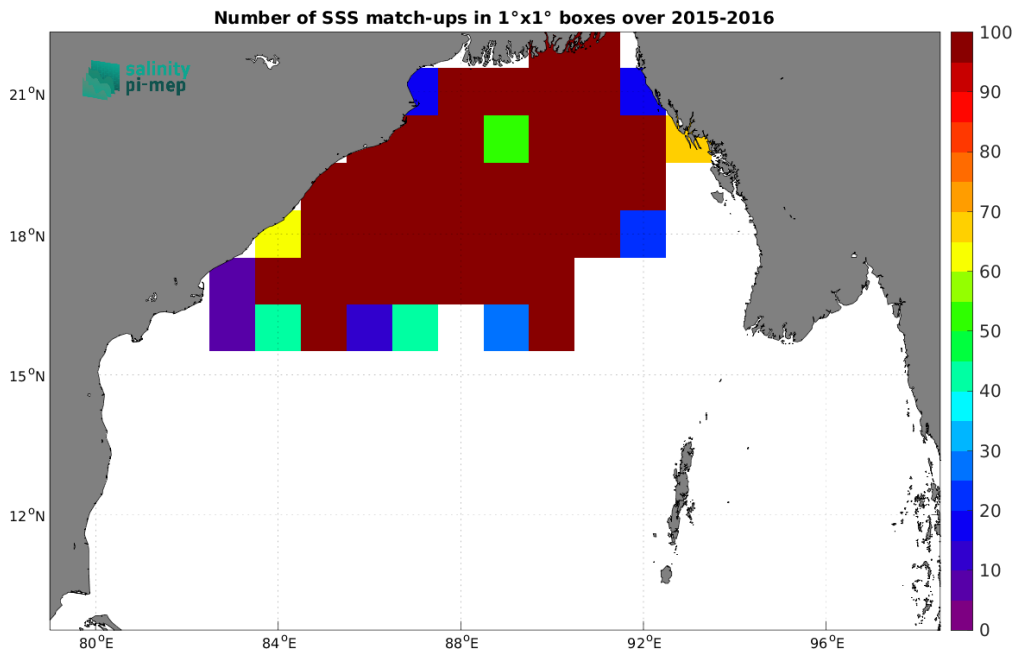 Number of SSS match-ups in 1°x1° boxes over 2015-2016
salinity
pi-mep
21°N
18°N
15°N
12°N
80°E
84°E
88°E
92°E
96°E
100
90
80
70
60
50
40
30
20
10
0